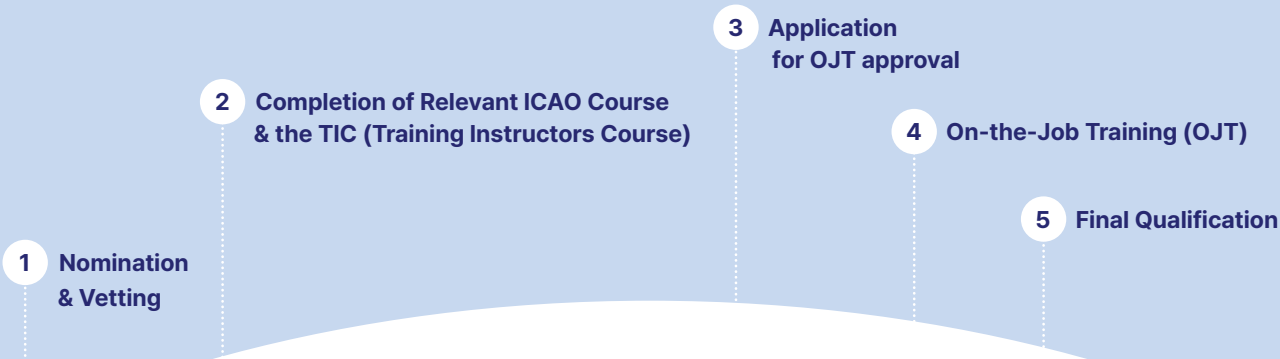 1 Nomination
& Vetting
2 Completion of Relevant ICAO Course
& the TIC (Training Instructors Course)
3 Application
for OJT approval
4 On-the-Job Training (OJT)
5 Final Qualification